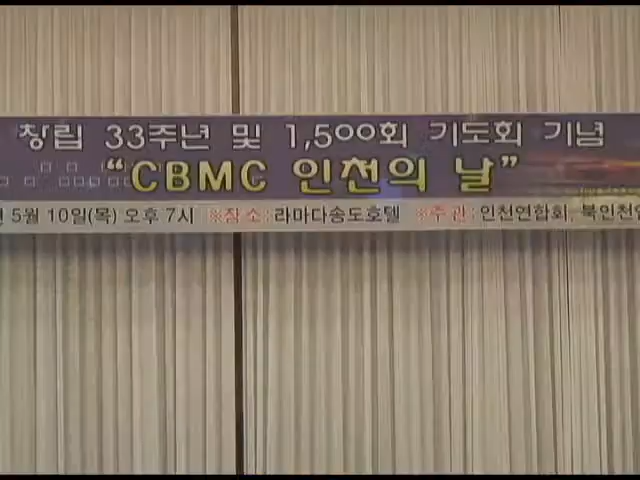 창립 33주년 및 1,500회 기도회 기념
“CBMC 인천의 날”
5월 10일(목) 오후 7시 ※장소:라마다송도호텔 ※주관:인천연합회, 북인천연